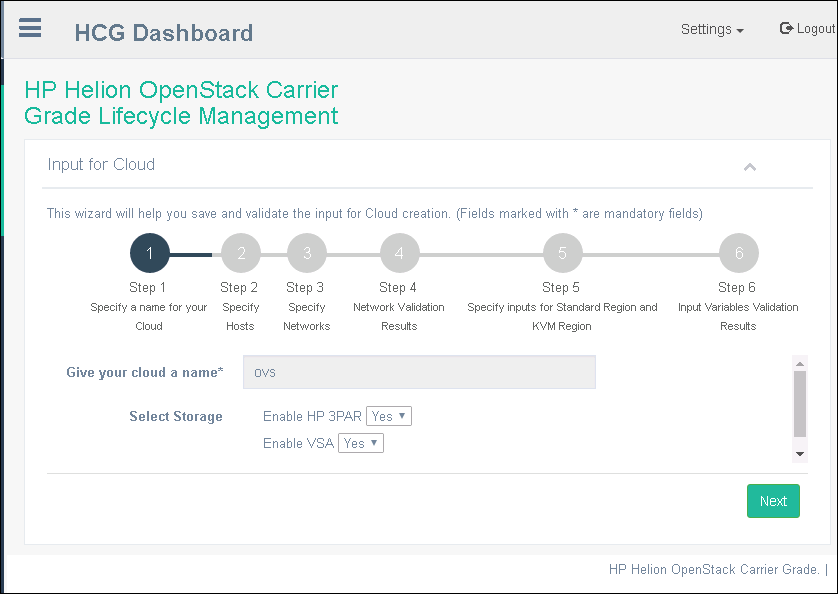 HCG Dashboard
Settings
Logout
HP Helion OpenStack Carrier
Grade Lifecycle Management
Input for Cloud
This wizard will help you save and validate the input for Cloud creation. (Fields marked with * are mandatory fields)
1 2 3 4 5 6
Step 1 Step 2 Step 3 Step 4 Step 5 Step 6
Specify a name for your Specify Specify Network Validation Specify inputs for Standard Region and Input Variables Validation
Cloud Hosts Networks Results KVM Region Results
Give your cloud a name* ovs
Select Storage Enable HP 3PAR Yes
Enable VSA Yes
Next
HP Helion OpenStack Carrier Grade. |